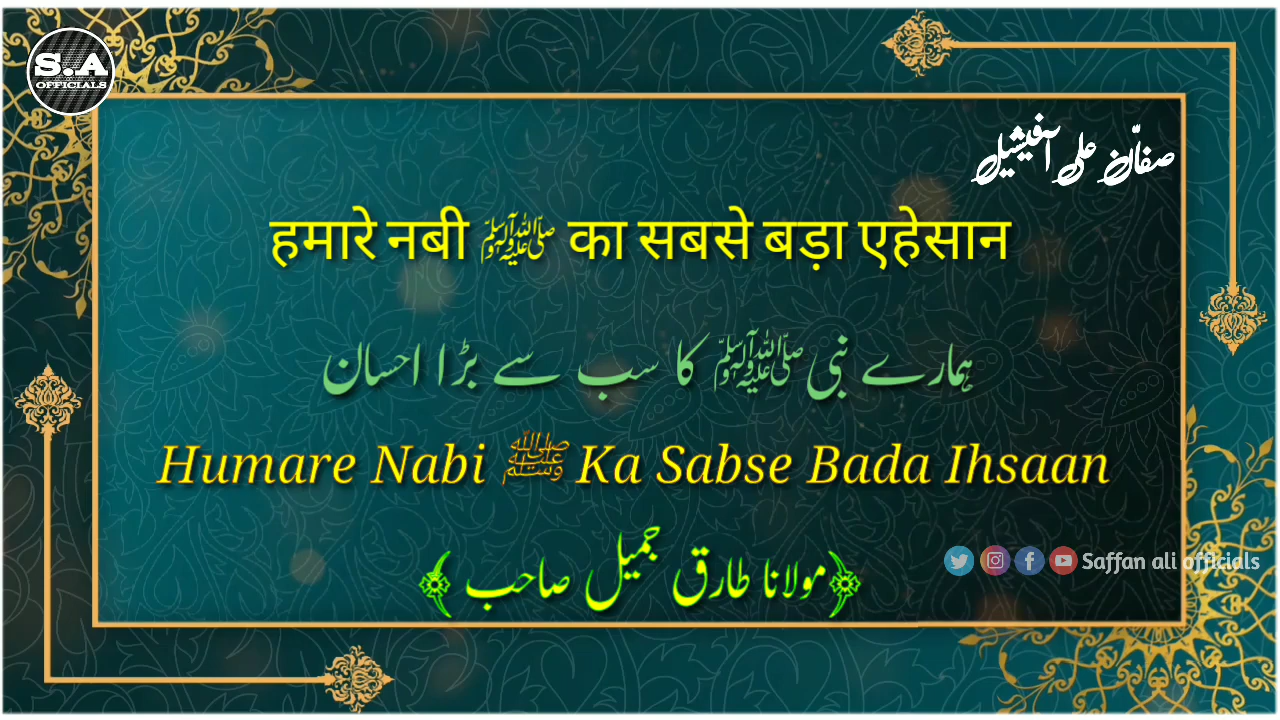 S.A
OFFICIALS
صفّان علی آفیشیل
हमारे नबी ﷺ का सबसे बड़ा एहेसान
ہمارے نبی ﷺ کا سب سے بڑا احسان
Humare Nabi ﷺ Ka Sabse Bada Ihsaan
Saffan ali officials
﴿مولانا طارق جمیل صاحب﴾